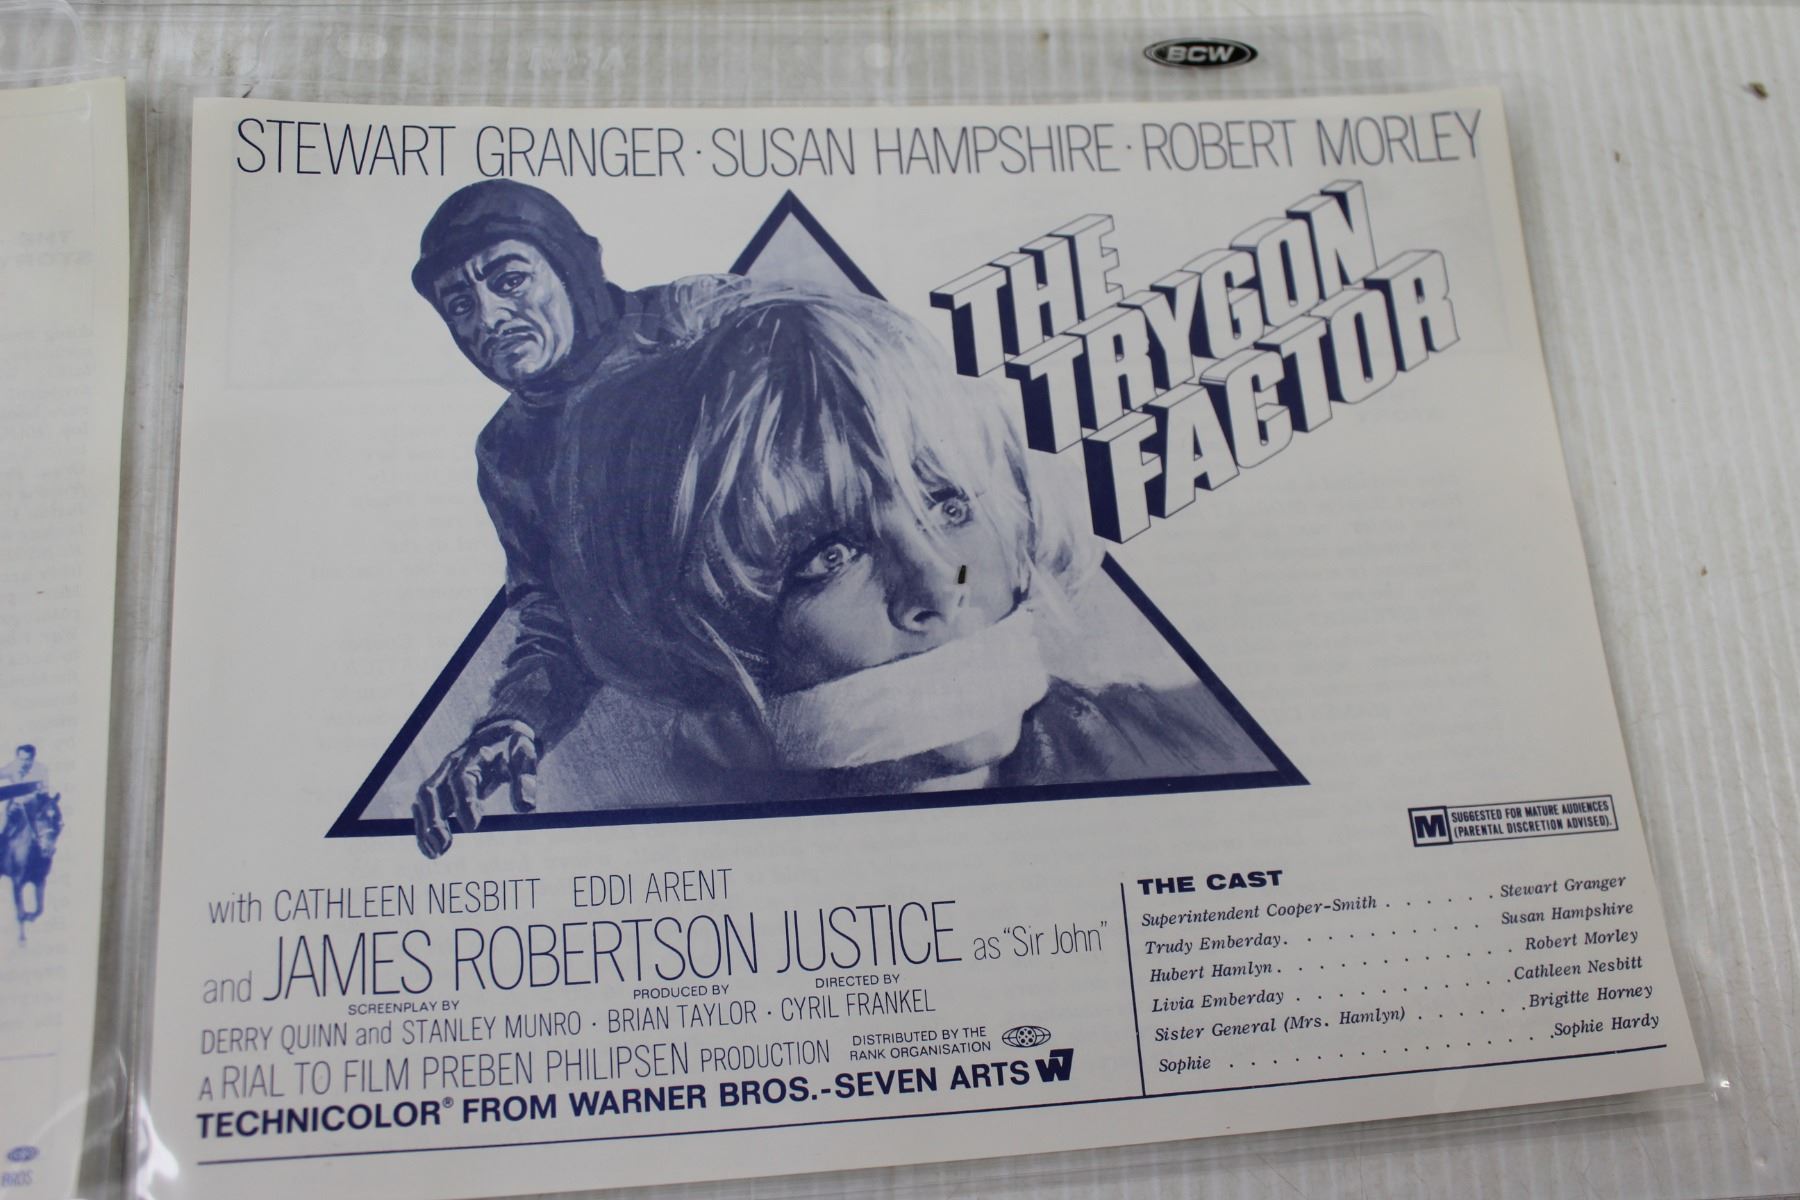 BCW
STEWART GRANGER · SUSAN HAMPSHIRE · ROBERT MORLEY
THE
TRYGON
FACTOR
M SUGGESTED FOR MATURE AUDIENCES
(PARENTAL DISCRETION ADVISED).
with CATHLEEN NESBITT EDDI ARENT
and JAMES ROBERTSON JUSTICE as "Sir John"
SCREENPLAY BY PRODUCED BY DIRECTED BY
DERRY QUINN and STANLEY MUNRO · BRIAN TAYLOR · CYRIL FRANKEL
A RIALTO FILM PREBEN PHILIPSEN PRODUCTION DISTRIBUTED BY THE
RANK ORGANISATION
TECHNICOLOR® FROM WARNER BROS.-SEVEN ARTS W7
THE CAST
Superintendent Cooper-Smith . . . . . . Stewart Granger
Trudy Emberday. . . . . . . . . . Susan Hampshire
Hubert Hamlyn. . . . . . . . . . . . Robert Morley
Livia Emberday . . . . . . . . . . .Cathleen Nesbitt
Sister General (Mrs. Hamlyn) . . . . . .Brigitte Horney
Sophie . . . . . . . . . . . . . . . .Sophie Hardy
BROS